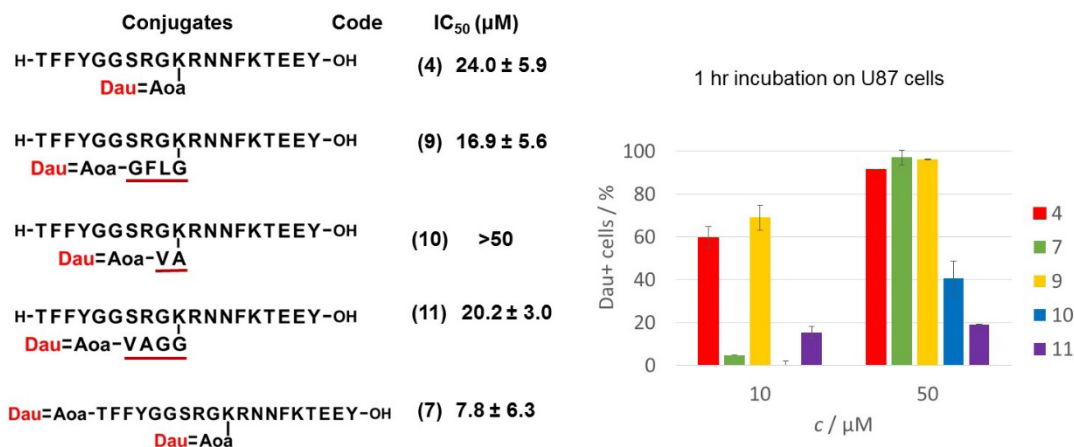 Conjugates Code IC50 (µM)
H-TFFYGGSRGKRNNFKTEEY-OH
Dau=Aoa
(4) 24.0 ± 5.9
H-TFFYGGSRGKRNNFKTEEY-OH
Dau=Aoa-GFLG
(9) 16.9 ± 5.6
H-TFFYGGSRGKRNNFKTEEY-OH
Dau=Aoa-VA
(10) >50
H-TFFYGGSRGKRNNFKTEEY-OH
Dau=Aoa-VAGG
(11) 20.2 ± 3.0
Dau=Aoa-TFFYGGSRGKRNNFKTEEY-OH
Dau=Aoa
(7) 7.8 ± 6.3
1 hr incubation on U87 cells
Dau+ cells / %
100
80
60
40
20
0
10 50
c / µM
4
7
9
10
11